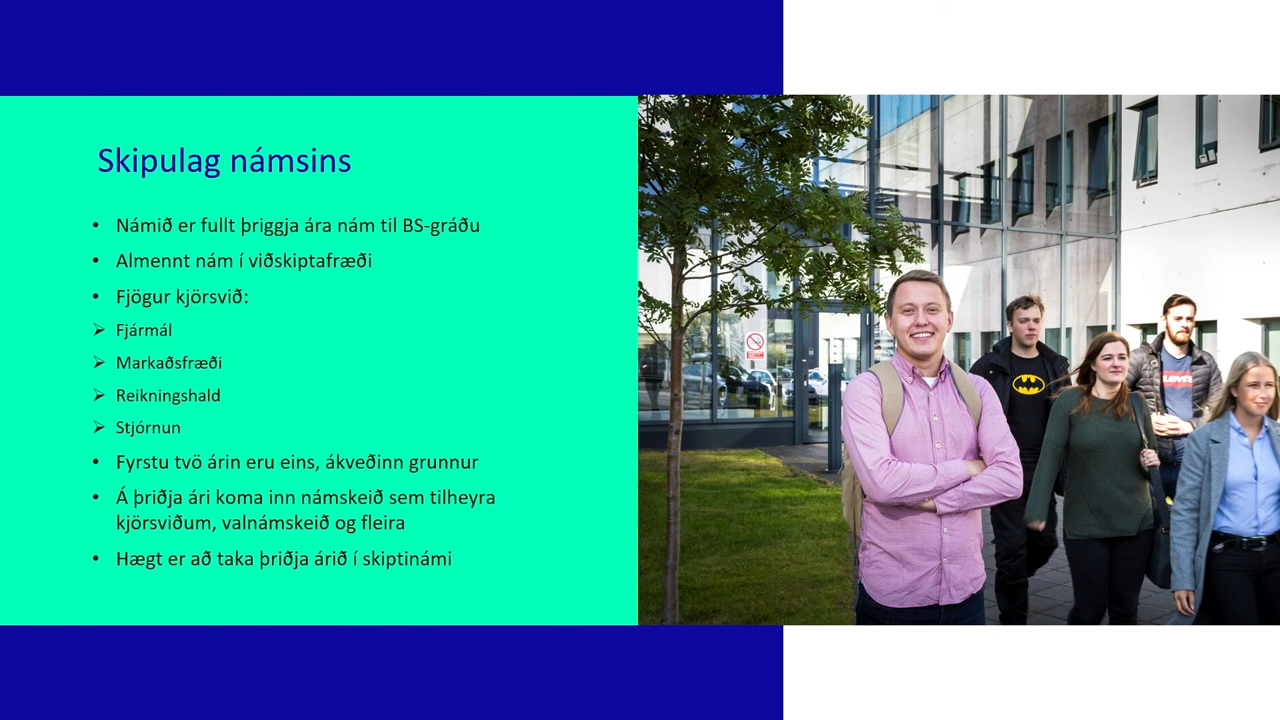 Skipulag námsins
• Námið er fullt þriggja ára nám til BS-gráðu
• Almennt nám í viðskiptafræði
• Fjögur kjörsvið:
➢ Fjármál
➢ Markaðsfræði
➢ Reikningshald
➢ Stjórnun
• Fyrstu tvö árin eru eins, ákveðinn grunnur
• Á þriðja ári koma inn námskeið sem tilheyra
kjörsviðum, valnámskeið og fleira
• Hægt er að taka þriðja árið í skiptinámi